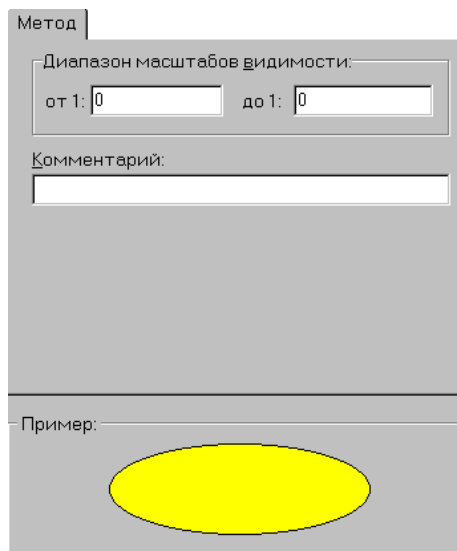 Метод
Диапазон масштабов видимости:
от 1: 0 до 1: 0
Комментарий:
Пример: